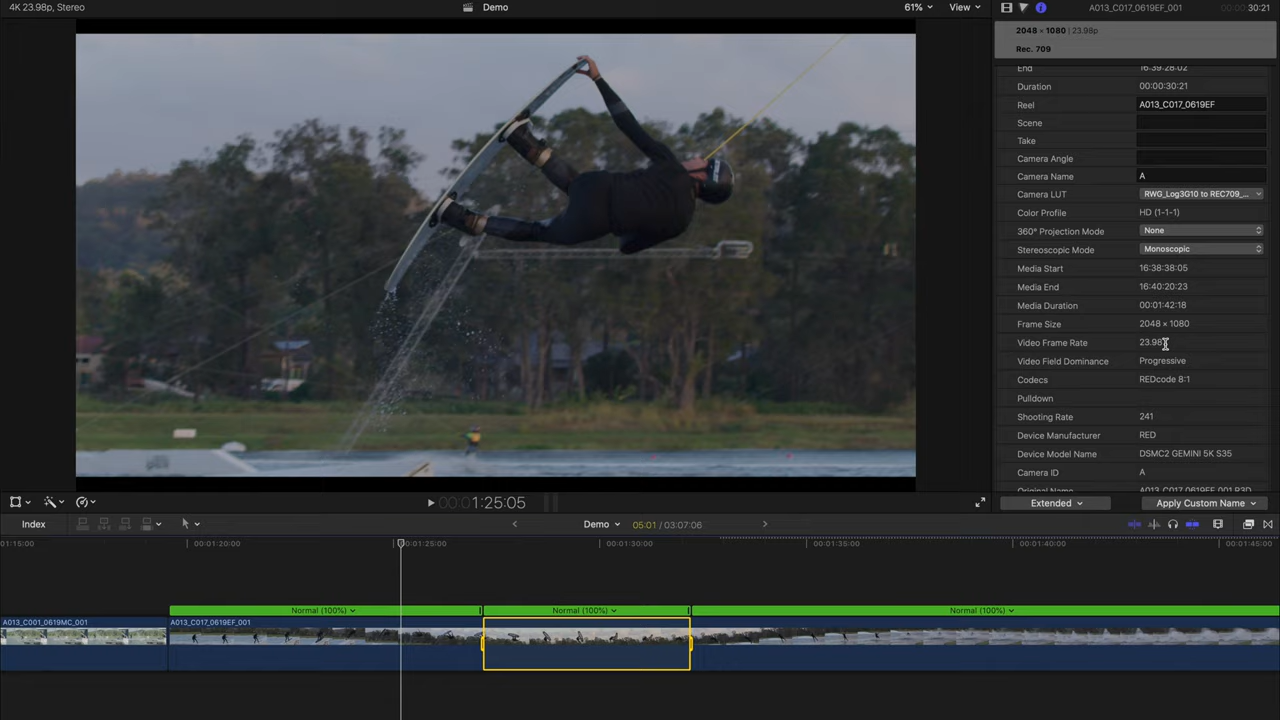 4K 23.98p, Stereo
Demo
61%
View
A013_C017_0619EF_001
00:00:30:21
2048 × 1080 | 23.98p
Rec. 709
End 16:39:28:02
Duration 00:00:30:21
Reel A013_C017_0619EF
Scene
Take
Camera Angle
Camera Name A
Camera LUT RWG_Log3G10 to REC709_...
Color Profile HD (1-1-1)
360° Projection Mode None
Stereoscopic Mode Monoscopic
Media Start 16:38:38:05
Media End 16:40:20:23
Media Duration 00:01:42:18
Frame Size 2048 × 1080
Video Frame Rate 23.98
Video Field Dominance Progressive
Codecs REDcode 8:1
Pulldown
Shooting Rate 241
Device Manufacturer RED
Device Model Name DSMC2 GEMINI 5K S35
Camera ID A
Original Name A013_C017_0619EF_001.R3D
00:00:1:25:05
Extended
Apply Custom Name
Index
Demo
05:01 / 03:07:06
01:15:00
00:01:20:00
00:01:25:00
00:01:30:00
00:01:35:00
00:01:40:00
00:01:45:00
Normal (100%)
Normal (100%)
Normal (100%)
A013_C001_0619MC_001
A013_C017_0619EF_001